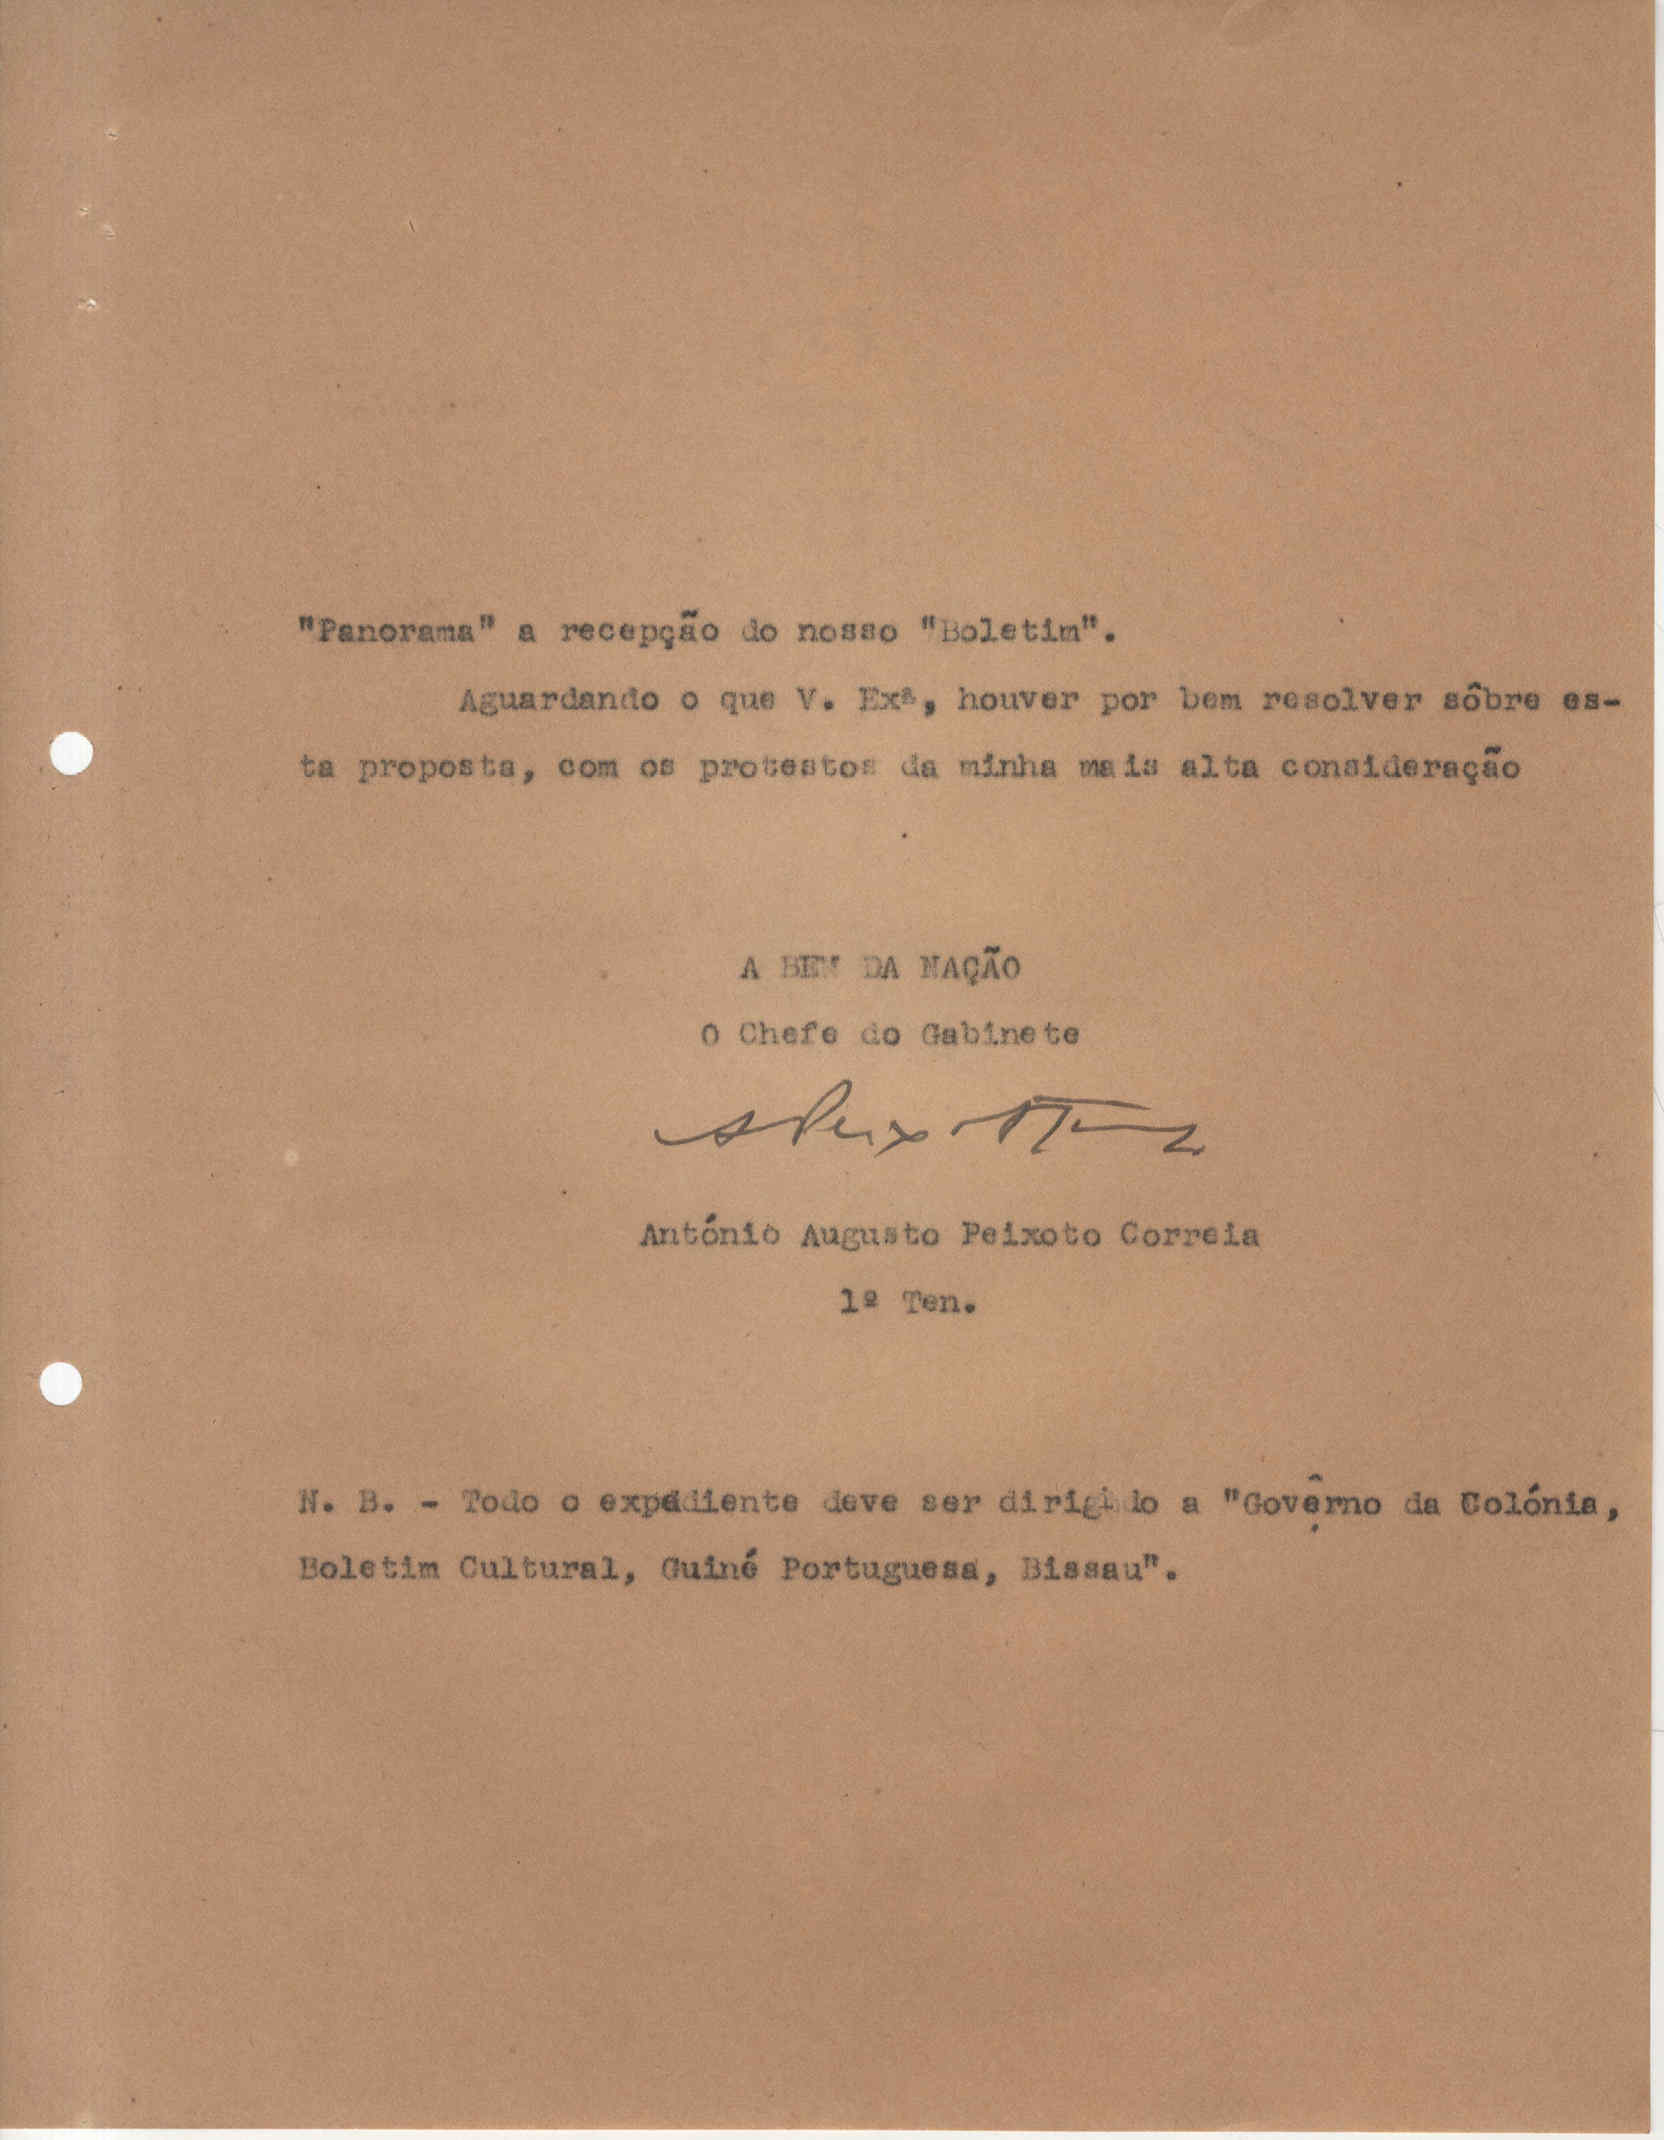 "Panorama" a recepção do nosso "Boletim".
Aguardando o que V. Exª, houver por bem resolver sôbre es-
ta proposta, com os protestos da minha mais alta consideração
A BEM DA NAÇÃO
O Chefe do Gabinete
António Augusto Peixoto Correia
1º Ten.
N. B. - Todo o expediente deve ser dirigido a "Govêrno da Colónia,
Boletim Cultural, Guiné Portuguesa, Bissau".